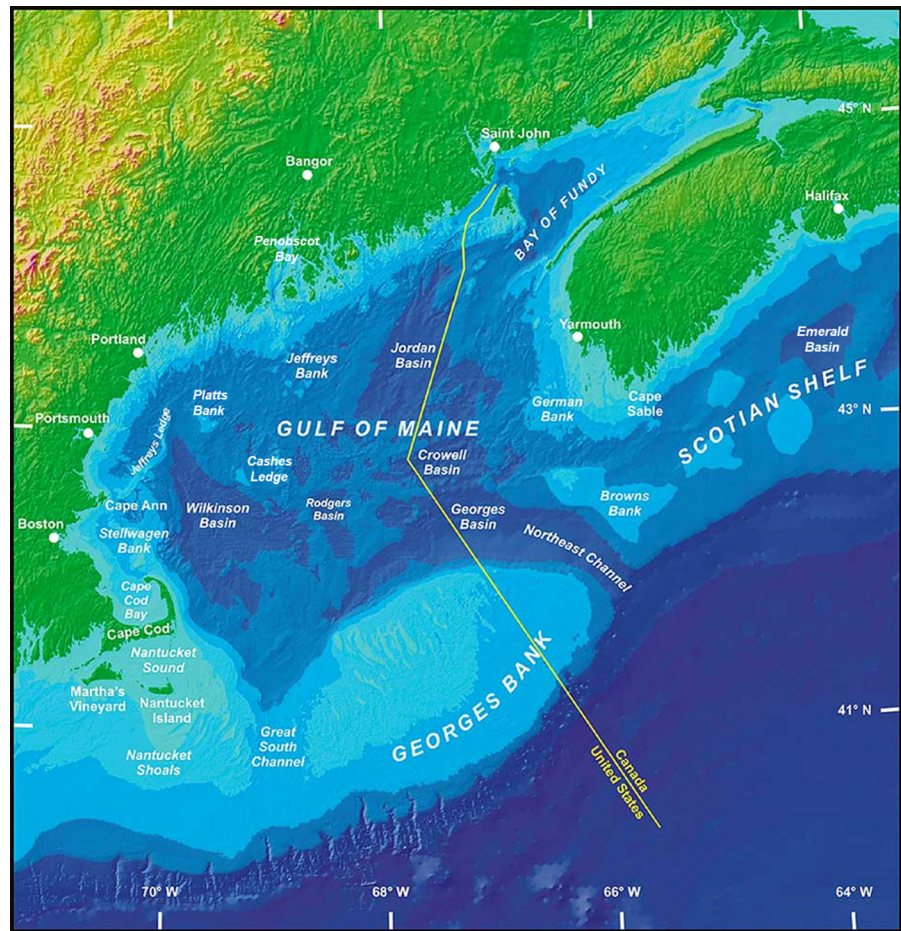 45° N
Saint John
Bangor
Halifax
BAY OF FUNDY
Penobscot
Bay
Yarmouth
Portland
Emerald
Basin
Jordan
Basin
Jeffreys
Bank
Platts
Bank
German
Bank
Cape
Sable
SCOTIAN SHELF
43° N
Portsmouth
Jeffreys Ledge
GULF OF MAINE
Cashes
Ledge
Crowell
Basin
Cape Ann
Wilkinson
Basin
Rodgers
Basin
Georges
Basin
Browns
Bank
Boston
Stellwagen
Bank
Northeast Channel
Cape
Cod
Bay
Cape Cod
Nantucket
Sound
Martha's
Vineyard
Nantucket
Island
GEORGES BANK
41° N
Great
South
Channel
Nantucket
Shoals
Canada
United States
70° W
68° W
66° W
64° W